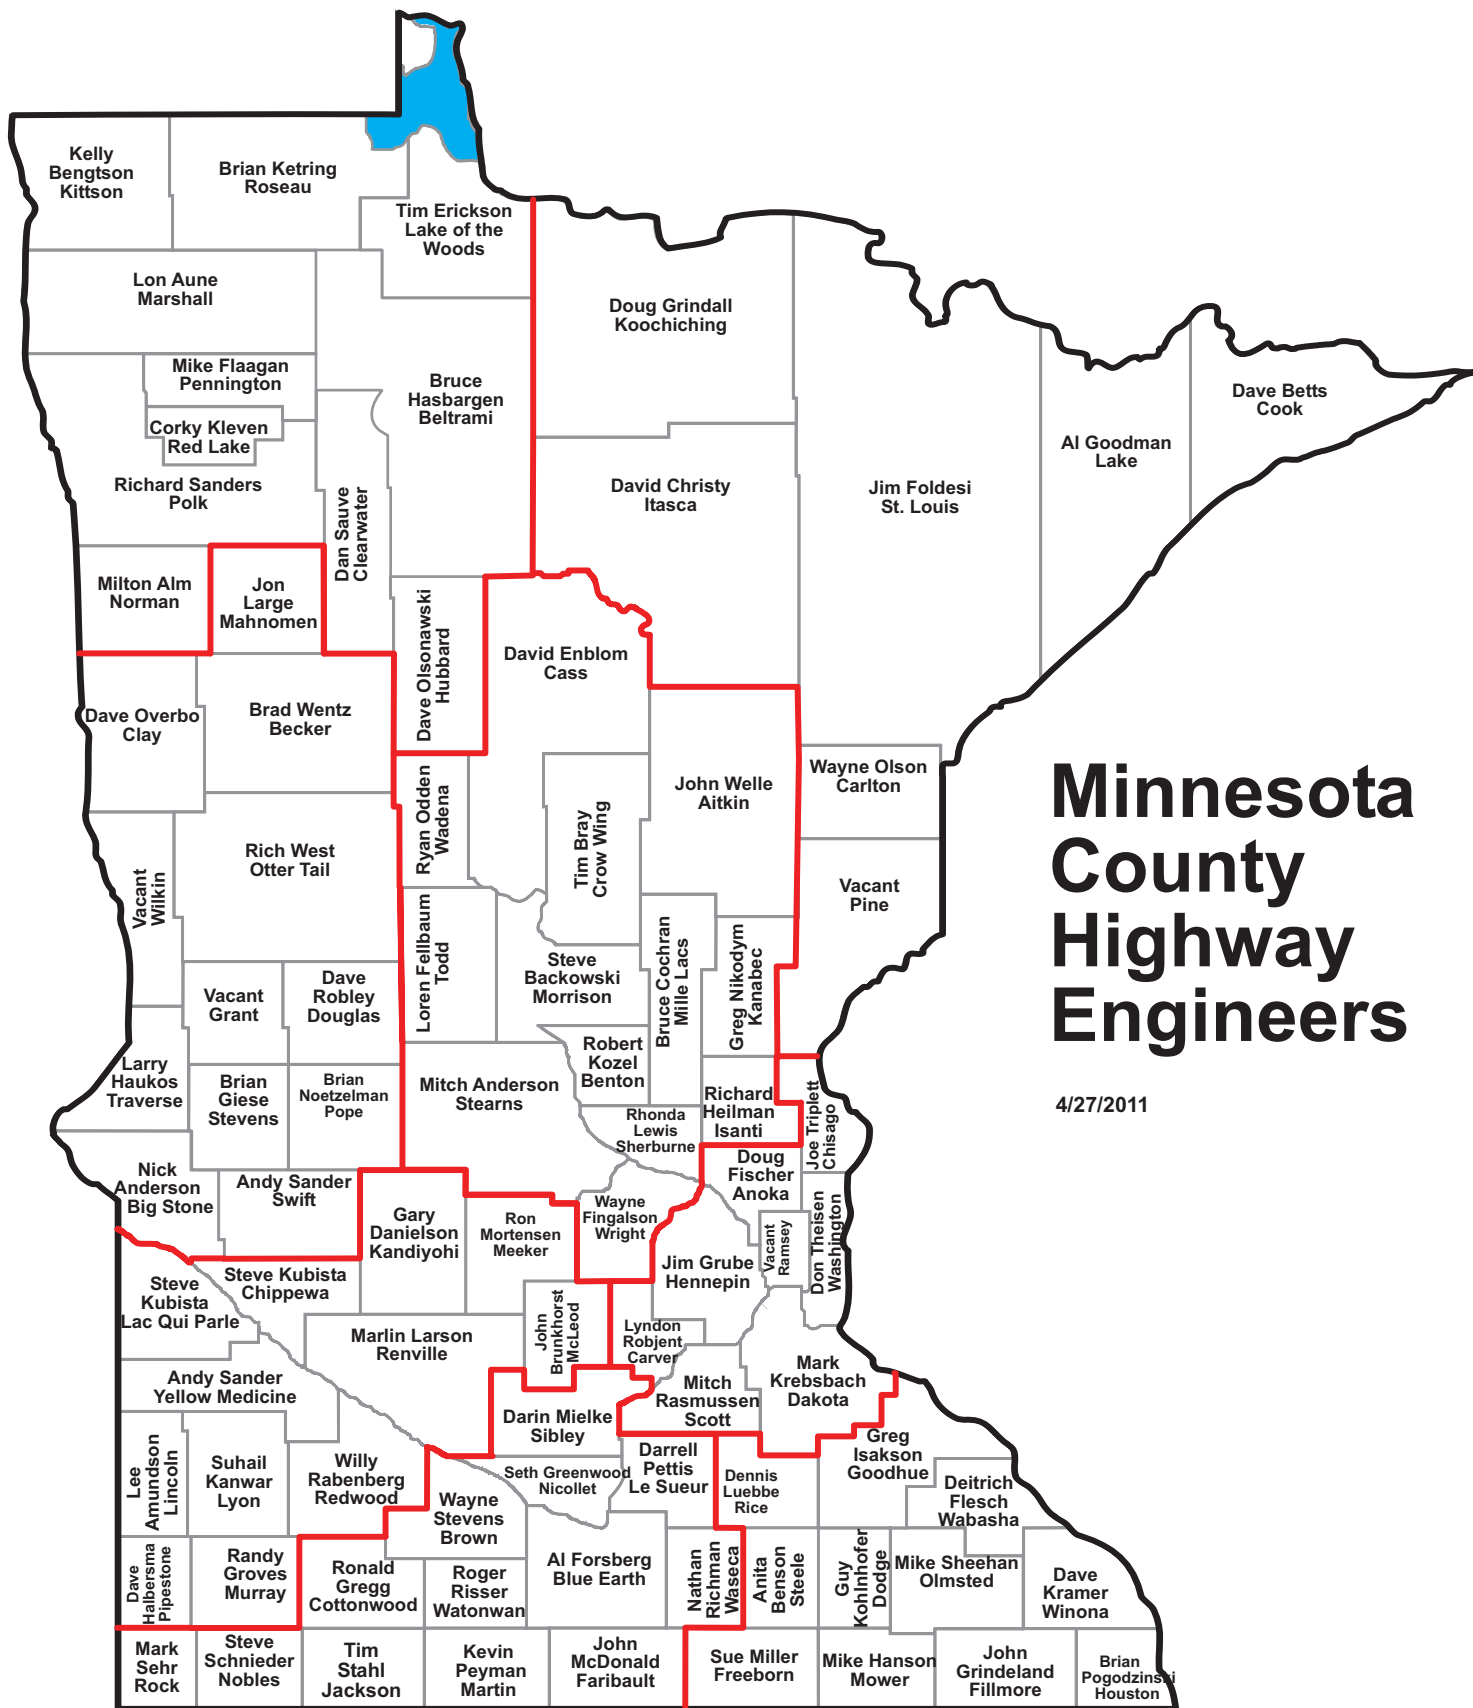 Kelly
Bengtson
Kittson
Brian Ketring
Roseau
Tim Erickson
Lake of the
Woods
Lon Aune
Marshall
Doug Grindall
Koochiching
Mike Flaagan
Pennington
Bruce
Hasbargen
Beltrami
Dave Betts
Cook
Corky Kleven
Red Lake
Al Goodman
Lake
Richard Sanders
Polk
Dan Sauve
Clearwater
David Christy
Itasca
Jim Foldesi
St. Louis
Milton Alm
Norman
Jon
Large
Mahnomen
Dave Olsonawski
Hubbard
David Enblom
Cass
Dave Overbo
Clay
Brad Wentz
Becker
Ryan Odden
Wadena
Tim Bray
Crow Wing
John Welle
Aitkin
Wayne Olson
Carlton
Minnesota
County
Highway
Engineers
4/27/2011
Vacant
Wilkin
Rich West
Otter Tail
Vacant
Pine
Loren Fellbaum
Todd
Steve
Backowski
Morrison
Bruce Cochran
Mille Lacs
Greg Nikodym
Kanabec
Vacant
Grant
Dave
Robley
Douglas
Larry
Haukos
Traverse
Brian
Giese
Stevens
Brian
Noetzelman
Pope
Mitch Anderson
Stearns
Robert
Kozel
Benton
Rhonda
Lewis
Sherburne
Richard
Heilman
Isanti
Joe Triplett
Chisago
Nick
Anderson
Big Stone
Andy Sander
Swift
Gary
Danielson
Kandiyohi
Ron
Mortensen
Meeker
Wayne
Fingalson
Wright
Doug
Fischer
Anoka
Vacant
Ramsey
Don Theisen
Washington
Jim Grube
Hennepin
Steve
Kubista
Lac Qui Parle
Steve Kubista
Chippewa
Marlin Larson
Renville
John
Brunkhorst
McLeod
Lyndon
Robjent
Carver
Mitch
Rasmussen
Scott
Mark
Krebsbach
Dakota
Andy Sander
Yellow Medicine
Darin Mielke
Sibley
Lee
Amundson
Lincoln
Suhail
Kanwar
Lyon
Willy
Rabenberg
Redwood
Wayne
Stevens
Brown
Seth Greenwood
Nicollet
Darrell
Pettis
Le Sueur
Dennis
Luebbe
Rice
Greg
Isakson
Goodhue
Deitrich
Flesch
Wabasha
Dave
Halbersma
Pipestone
Randy
Groves
Murray
Ronald
Gregg
Cottonwood
Roger
Risser
Watonwan
Al Forsberg
Blue Earth
Nathan
Richman
Waseca
Anita
Benson
Steele
Guy
Kohlnhofer
Dodge
Mike Sheehan
Olmsted
Dave
Kramer
Winona
Mark
Sehr
Rock
Steve
Schnieder
Nobles
Tim
Stahl
Jackson
Kevin
Peyman
Martin
John
McDonald
Faribault
Sue Miller
Freeborn
Mike Hanson
Mower
John
Grindeland
Fillmore
Brian
Pogodzinski
Houston